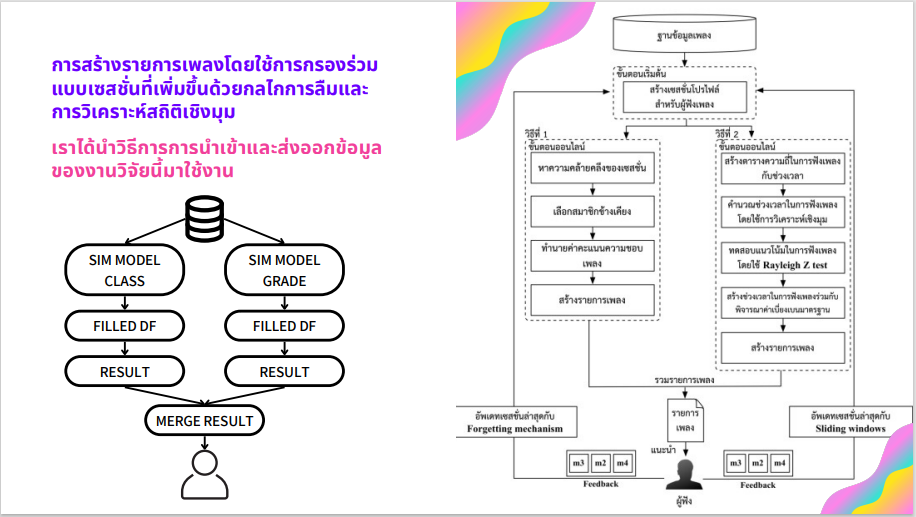 การสร้างรายการเพลงโดยใช้การกรองร่วม
แบบเซสชั่นที่เพิ่มขึ้นด้วยกลไกการลืมและ
การวิเคราะห์สถิติเชิงมุม
เราได้นำวิธีการการนำเข้าและส่งออกข้อมูล
ของงานวิจัยนี้มาใช้งาน
SIM MODEL
CLASS
SIM MODEL
GRADE
FILLED DF
FILLED DF
RESULT
RESULT
MERGE RESULT
ฐานข้อมูลเพลง
ขั้นตอนเริ่มต้น
สร้างเซสชั่นโปรไฟล์
สำหรับผู้ฟังเพลง
วิธีที่ 1
ขั้นตอนออนไลน์
หาความคล้ายคลึงของเซสชั่น
เลือกสมาชิกข้างเคียง
ทำนายค่าคะแนนความชอบ
เพลง
สร้างรายการเพลง
วิธีที่ 2
ขั้นตอนออนไลน์
สร้างตารางความถี่ในการฟังเพลง
กับช่วงเวลา
คำนวณช่วงเวลาในการฟังเพลง
โดยใช้การวิเคราะห์เชิงมุม
ทดสอบแนวโน้มในการฟังเพลง
โดยใช้ Rayleigh Z test
สร้างช่วงเวลาในการฟังเพลงร่วมกับ
พิจารณาค่าเบี่ยงเบนมาตรฐาน
สร้างรายการเพลง
รวมรายการเพลง
รายการ
เพลง
อัพเดทเซสชั่นล่าสุดกับ
Forgetting mechanism
อัพเดทเซสชั่นล่าสุดกับ
Sliding windows
แนะนำ
m3 m2 m4
Feedback
m3 m2 m4
Feedback
ผู้ฟัง